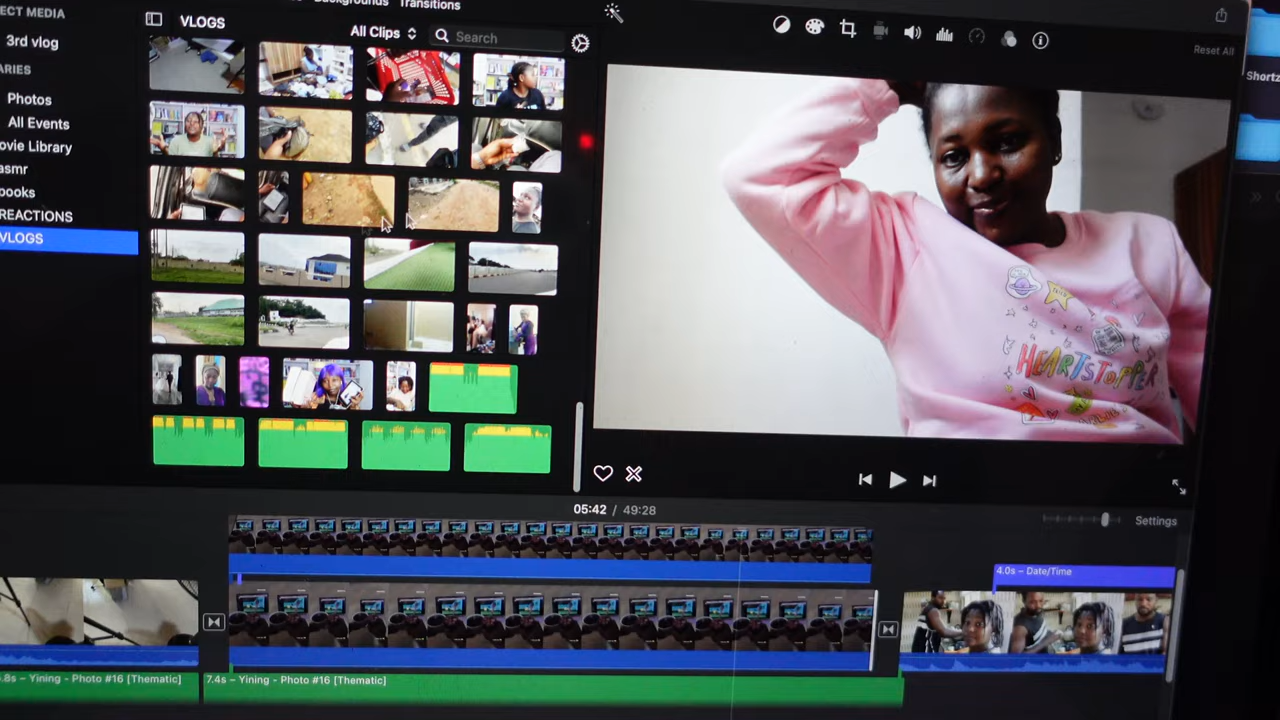 Backgrounds
Transitions
ECT MEDIA
3rd vlog
ARIES
Photos
All Events
ovie Library
asmr
books
REACTIONS
VLOGS
VLOGS
All Clips
Search
Reset All
Shortz
HEARTSTOPPER
05:42 / 49:28
Settings
4.0s – Date/Time
.8s – Yining - Photo #16 [Thematic]
7.4s – Yining - Photo #16 [Thematic]